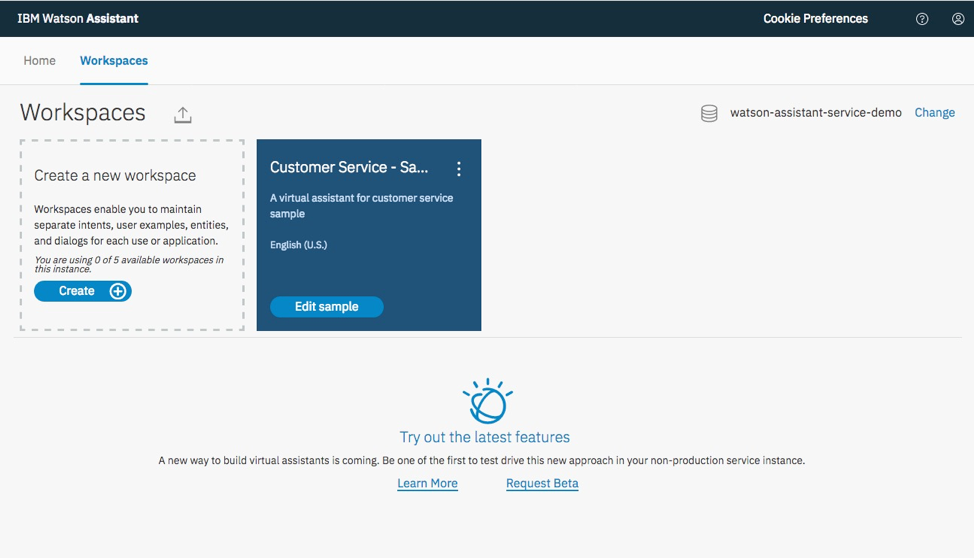 IBM Watson Assistant
Cookie Preferences
Home
Workspaces
Workspaces
watson-assistant-service-demo
Change
Create a new workspace
Workspaces enable you to maintain
separate intents, user examples, entities,
and dialogs for each use or application.
You are using 0 of 5 available workspaces in
this instance.
Create
Customer Service - Sa...
A virtual assistant for customer service
sample
English (U.S.)
Edit sample
Try out the latest features
A new way to build virtual assistants is coming. Be one of the first to test drive this new approach in your non-production service instance.
Learn More
Request Beta